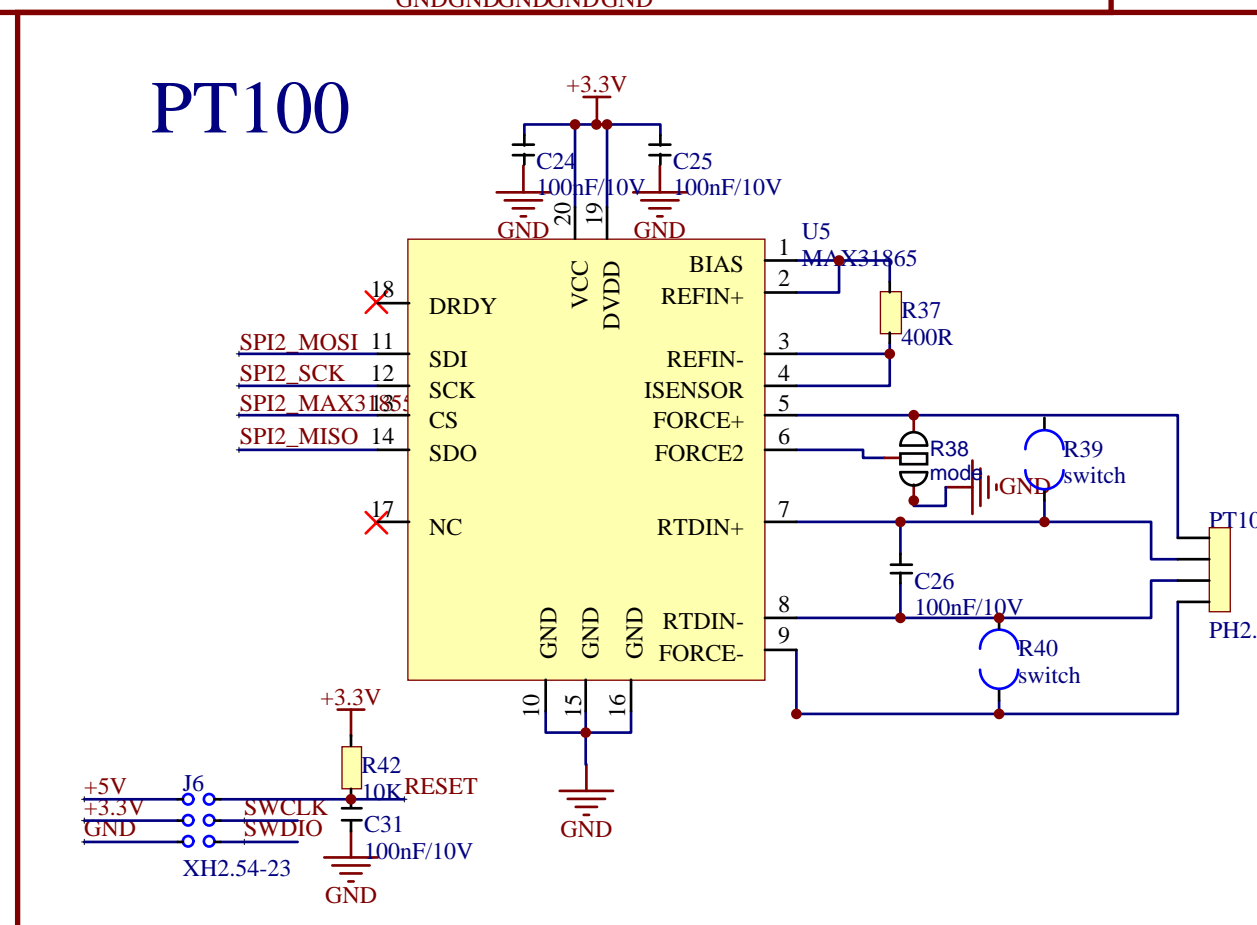 GNDGNDGNDGNDGND
PT100
+3.3V
C24
100nF/10V
C25
100nF/10V
GND
GND
20
19
U5
MAX31865
VCC
DVDD
18
DRDY
SPI2_MOSI
11
SDI
SPI2_SCK
12
SCK
SPI2_MAX31855
13
CS
SPI2_MISO
14
SDO
17
NC
BIAS
1
REFIN+
2
R37
400R
REFIN-
3
ISENSOR
4
FORCE+
5
FORCE2
6
R38
mode
GND
R39
switch
RTDIN+
7
C26
100nF/10V
RTDIN-
8
FORCE-
9
R40
switch
PT10
PH2.
GND
GND
GND
10
15
16
GND
+3.3V
R42
10K
RESET
J6
+5V
+3.3V
SWCLK
GND
SWDIO
C31
100nF/10V
XH2.54-23
GND